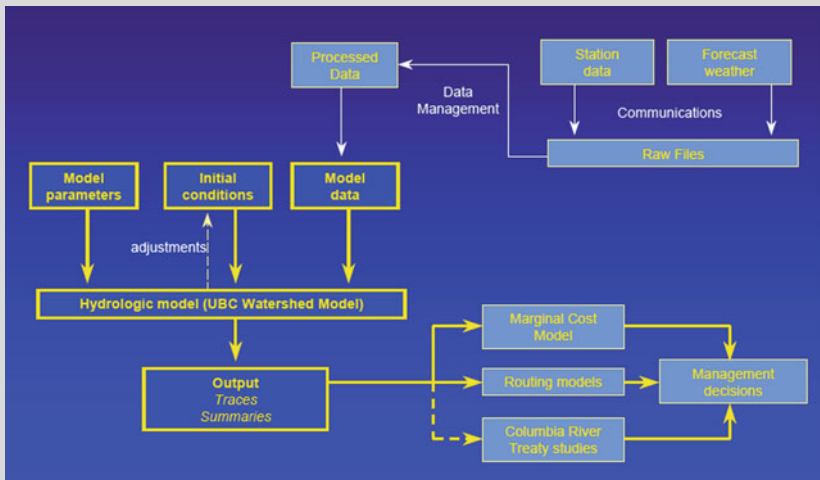 Processed
Data
Station
data
Forecast
weather
Data
Management
Communications
Raw Files
Model
parameters
Initial
conditions
Model
data
adjustments
Hydrologic model (UBC Watershed Model)
Output
Traces
Summaries
Marginal Cost
Model
Routing models
Columbia River
Treaty studies
Management
decisions